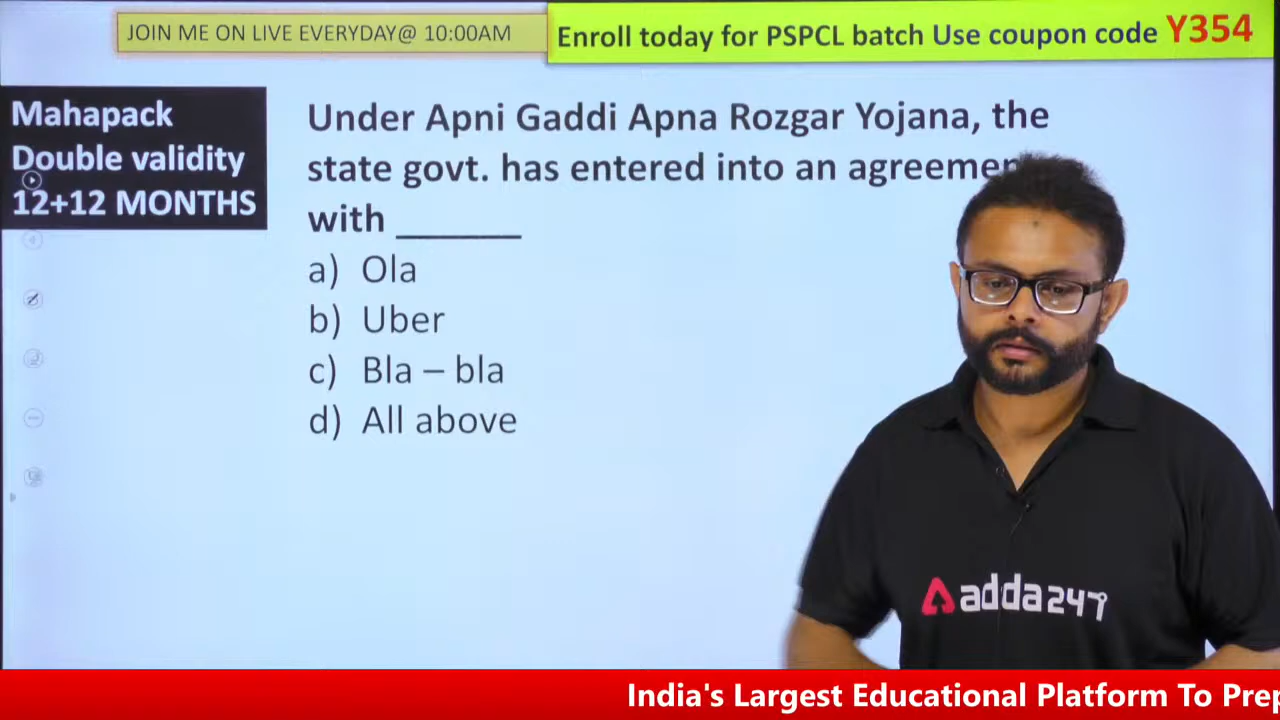 JOIN ME ON LIVE EVERYDAY@ 10:00AM
Enroll today for PSPCL batch Use coupon code Y354
Mahapack
Double validity
12+12 MONTHS
Under Apni Gaddi Apna Rozgar Yojana, the
state govt. has entered into an agreemen
with ______
a) Ola
b) Uber
c) Bla – bla
d) All above
adda247
India's Largest Educational Platform To Prep